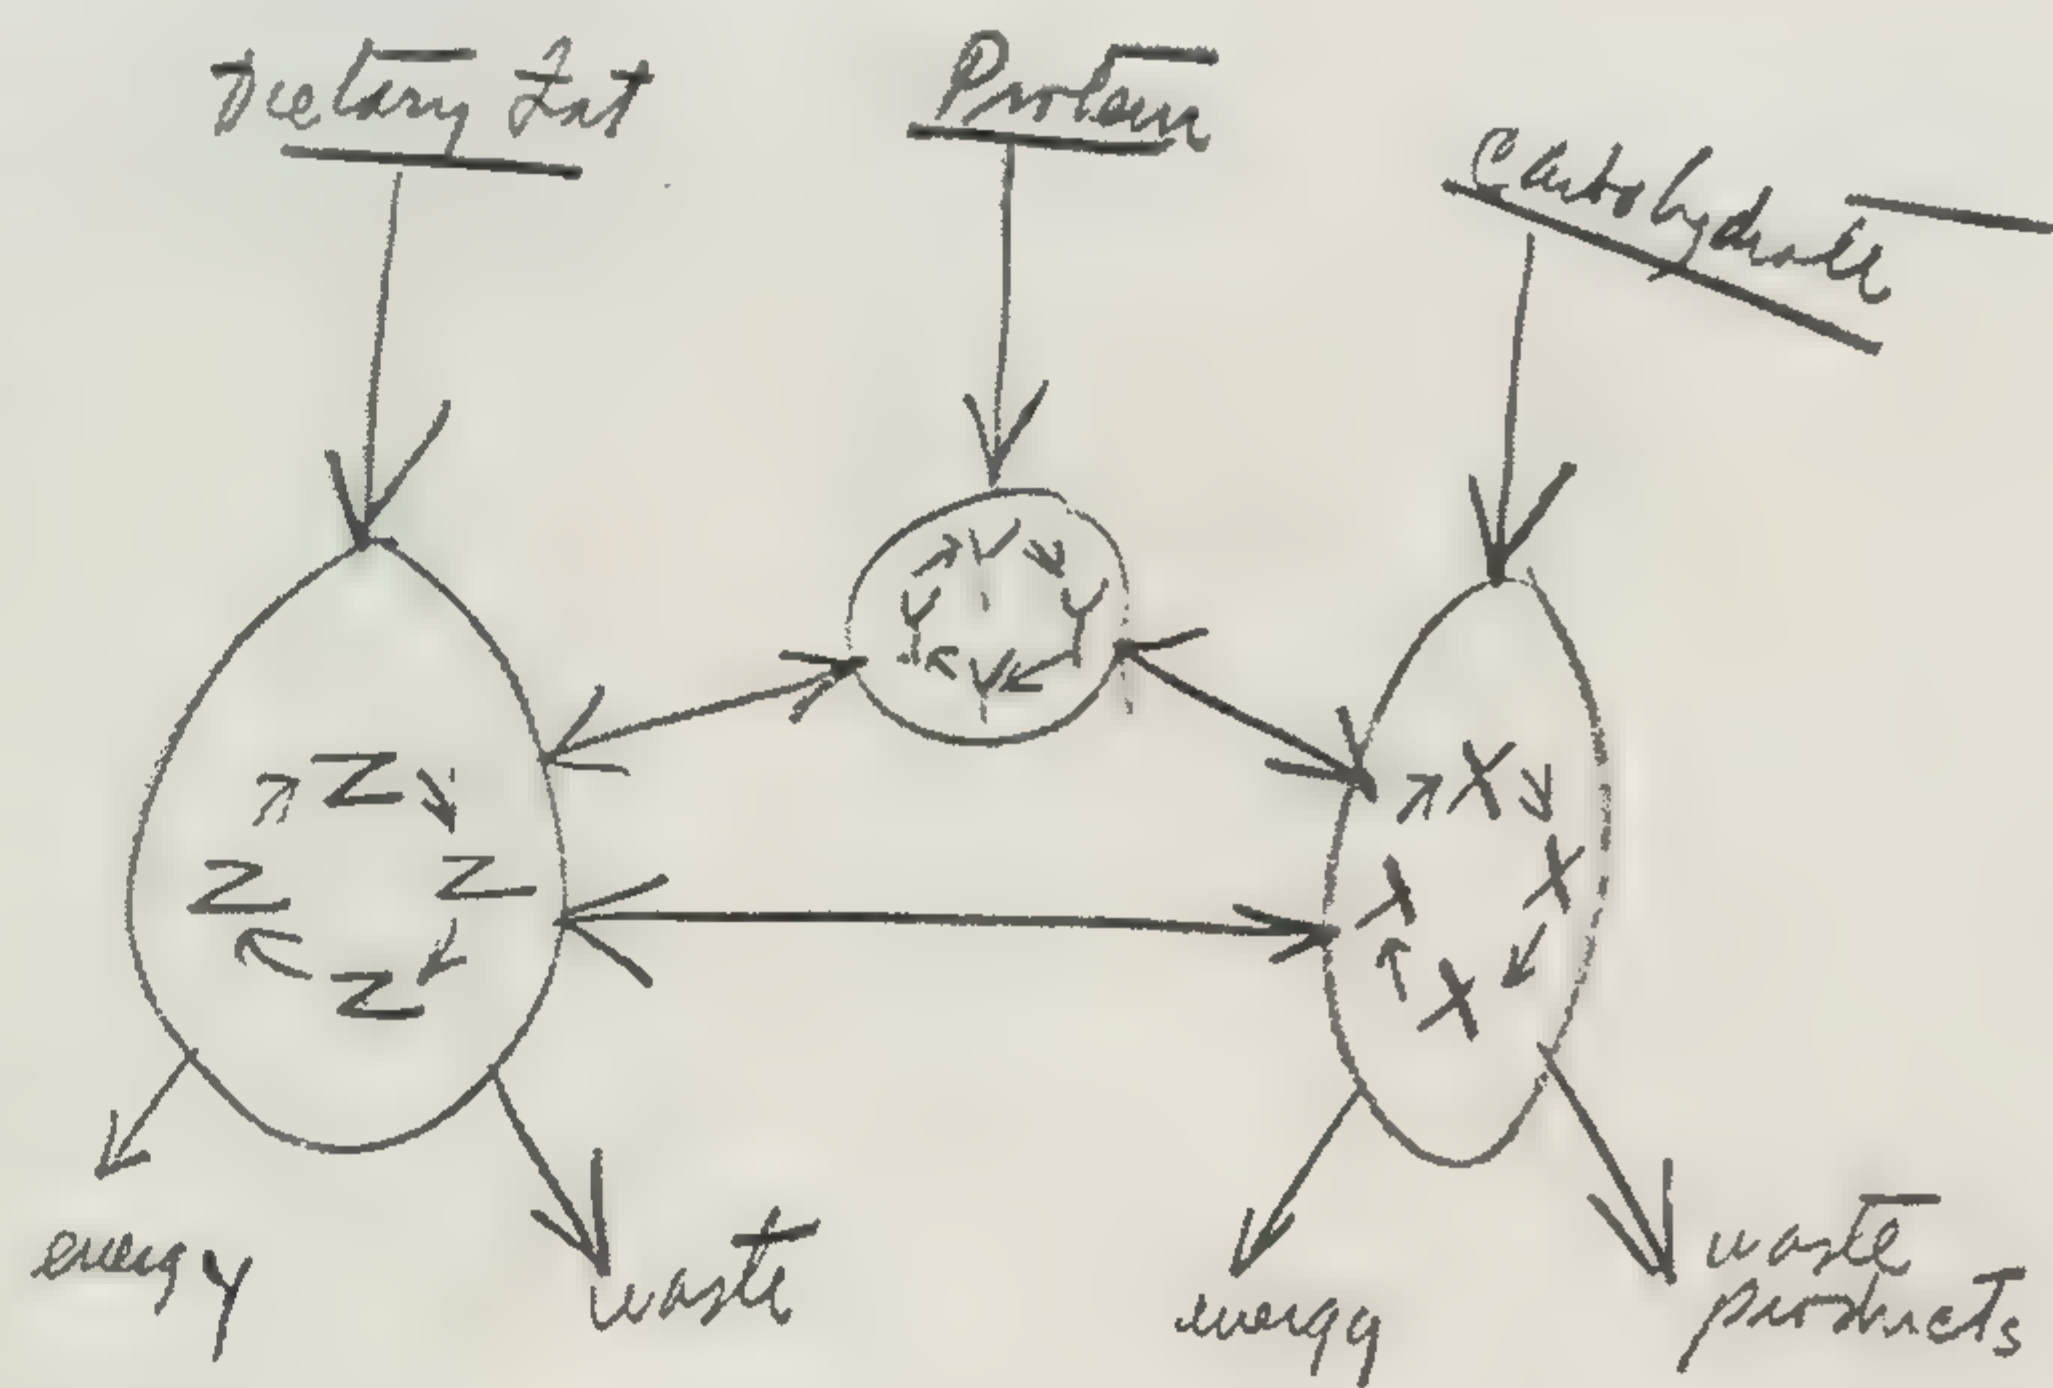 Dietary Fat
Protein
Carbohydrate
Y
Y Y
Y
Z
Z Z
Z
X
X X
X
energy
waste
energy
waste
products